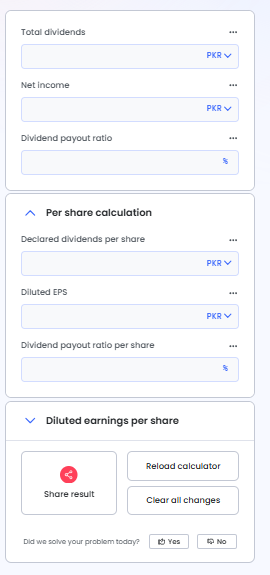 Total dividends ...
PKR
Net income ...
PKR
Dividend payout ratio ...
%
Per share calculation
Declared dividends per share ...
PKR
Diluted EPS ...
PKR
Dividend payout ratio per share ...
%
Diluted earnings per share
Share result
Reload calculator
Clear all changes
Did we solve your problem today? Yes No